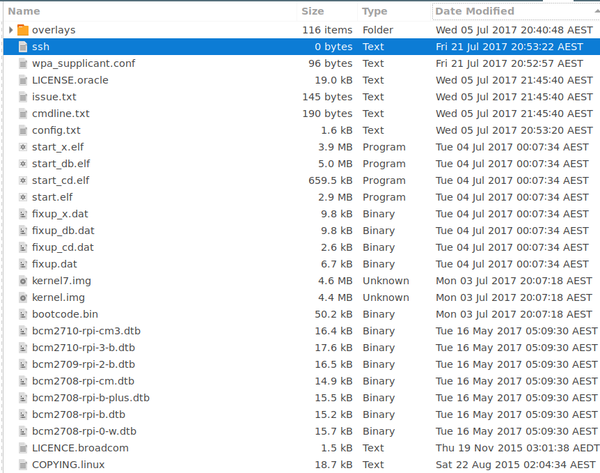 Name Size Type Date Modified
overlays 116 items Folder Wed 05 Jul 2017 20:40:48 AEST
ssh 0 bytes Text Fri 21 Jul 2017 20:53:22 AEST
wpa_supplicant.conf 96 bytes Text Fri 21 Jul 2017 20:52:57 AEST
LICENSE.oracle 19.0 kB Text Wed 05 Jul 2017 21:45:40 AEST
issue.txt 145 bytes Text Wed 05 Jul 2017 21:45:40 AEST
cmdline.txt 190 bytes Text Wed 05 Jul 2017 21:45:40 AEST
config.txt 1.6 kB Text Wed 05 Jul 2017 20:53:20 AEST
start_x.elf 3.9 MB Program Tue 04 Jul 2017 00:07:34 AEST
start_db.elf 5.0 MB Program Tue 04 Jul 2017 00:07:34 AEST
start_cd.elf 659.5 kB Program Tue 04 Jul 2017 00:07:34 AEST
start.elf 2.9 MB Program Tue 04 Jul 2017 00:07:34 AEST
fixup_x.dat 9.8 kB Binary Tue 04 Jul 2017 00:07:34 AEST
fixup_db.dat 9.8 kB Binary Tue 04 Jul 2017 00:07:34 AEST
fixup_cd.dat 2.6 kB Binary Tue 04 Jul 2017 00:07:34 AEST
fixup.dat 6.7 kB Binary Tue 04 Jul 2017 00:07:34 AEST
kernel7.img 4.6 MB Unknown Mon 03 Jul 2017 20:07:18 AEST
kernel.img 4.4 MB Unknown Mon 03 Jul 2017 20:07:18 AEST
bootcode.bin 50.2 kB Binary Mon 03 Jul 2017 20:07:18 AEST
bcm2710-rpi-cm3.dtb 16.4 kB Binary Tue 16 May 2017 05:09:30 AEST
bcm2710-rpi-3-b.dtb 17.6 kB Binary Tue 16 May 2017 05:09:30 AEST
bcm2709-rpi-2-b.dtb 16.5 kB Binary Tue 16 May 2017 05:09:30 AEST
bcm2708-rpi-cm.dtb 14.9 kB Binary Tue 16 May 2017 05:09:30 AEST
bcm2708-rpi-b-plus.dtb 15.5 kB Binary Tue 16 May 2017 05:09:30 AEST
bcm2708-rpi-b.dtb 15.2 kB Binary Tue 16 May 2017 05:09:30 AEST
bcm2708-rpi-0-w.dtb 15.7 kB Binary Tue 16 May 2017 05:09:30 AEST
LICENCE.broadcom 1.5 kB Text Thu 19 Nov 2015 03:01:38 AEDT
COPYING.linux 18.7 kB Text Sat 22 Aug 2015 02:04:34 AEST